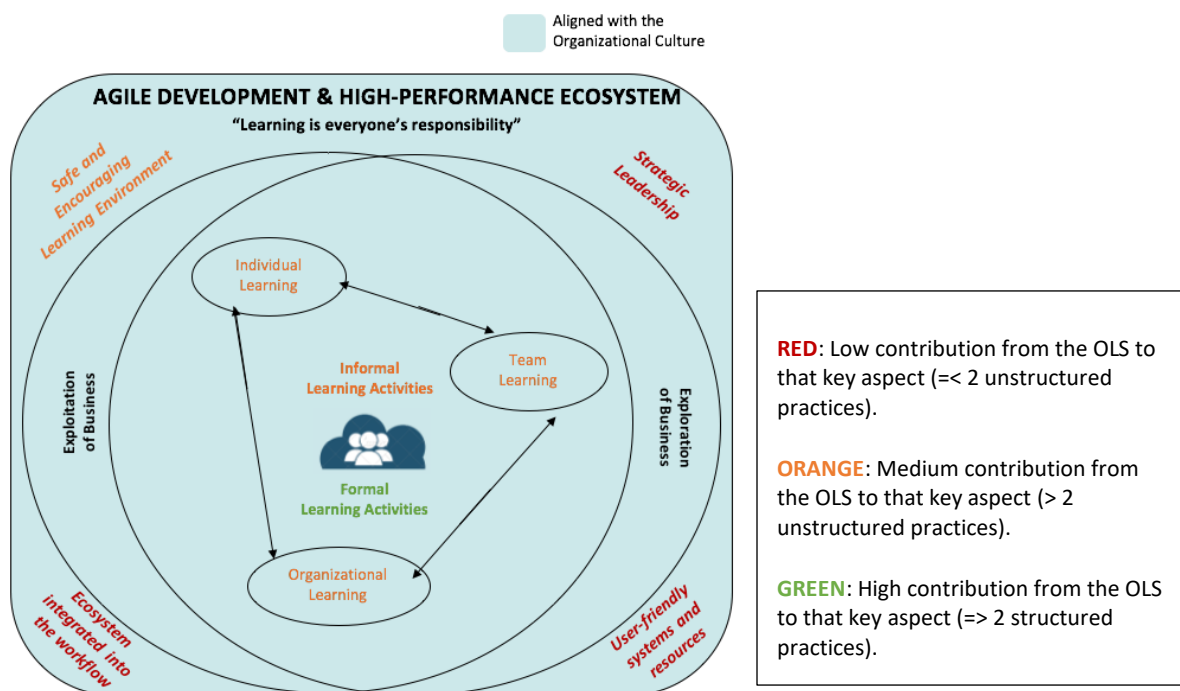 Aligned with the
Organizational Culture
AGILE DEVELOPMENT & HIGH-PERFORMANCE ECOSYSTEM
“Learning is everyone’s responsibility”
Safe and
Encouraging
Learning Environment
Strategic
Leadership
Individual
Learning
Team
Learning
Informal
Learning Activities
Exploitation
of Business
Exploration
of Business
Formal
Learning Activities
Organizational
Learning
Ecosystem
integrated into
the workflow
User-friendly
systems and
resources
RED: Low contribution from the OLS to
that key aspect (=< 2 unstructured
practices).
ORANGE: Medium contribution from
the OLS to that key aspect (> 2
unstructured practices).
GREEN: High contribution from the OLS
to that key aspect (=> 2 structured
practices).